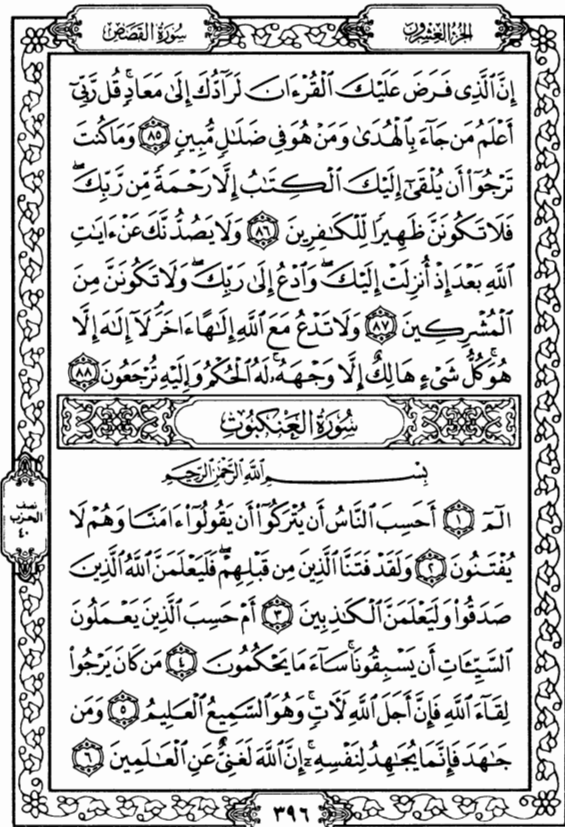 الجزء العشرون
سورة القصص
إِنَّ ٱلَّذِى فَرَضَ عَلَيْكَ ٱلْقُرْءَانَ لَرَآدُّكَ إِلَىٰ مَعَادٍ ۚ قُل رَّبِّىٓ
أَعْلَمُ مَن جَآءَ بِٱلْهُدَىٰ وَمَنْ هُوَ فِى ضَلَٰلٍ مُّبِينٍ ٨٥ وَمَا كُنتَ
تَرْجُوٓا۟ أَن يُلْقَىٰٓ إِلَيْكَ ٱلْكِتَٰبُ إِلَّا رَحْمَةً مِّن رَّبِّكَ ۖ
فَلَا تَكُونَنَّ ظَهِيرًا لِّلْكَٰفِرِينَ ٨٦ وَلَا يَصُدُّنَّكَ عَنْ ءَايَٰتِ
ٱللَّهِ بَعْدَ إِذْ أُنزِلَتْ إِلَيْكَ ۖ وَٱدْعُ إِلَىٰ رَبِّكَ ۖ وَلَا تَكُونَنَّ مِنَ
ٱلْمُشْرِكِينَ ٨٧ وَلَا تَدْعُ مَعَ ٱللَّهِ إِلَٰهًا ءَاخَرَ ۘ لَآ إِلَٰهَ إِلَّا
هُوَ ۚ كُلُّ شَىْءٍ هَالِكٌ إِلَّا وَجْهَهُۥ ۚ لَهُ ٱلْحُكْمُ وَإِلَيْهِ تُرْجَعُونَ ٨٨
سُورَةُ العَنكبوتِ
بِسْمِ ٱللَّهِ ٱلرَّحْمَٰنِ ٱلرَّحِيمِ
الٓمٓ ١ أَحَسِبَ ٱلنَّاسُ أَن يُتْرَكُوٓا۟ أَن يَقُولُوٓا۟ ءَامَنَّا وَهُمْ لَا
يُفْتَنُونَ ٢ وَلَقَدْ فَتَنَّا ٱلَّذِينَ مِن قَبْلِهِمْ ۖ فَلَيَعْلَمَنَّ ٱللَّهُ ٱلَّذِينَ
صَدَقُوا۟ وَلَيَعْلَمَنَّ ٱلْكَٰذِبِينَ ٣ أَمْ حَسِبَ ٱلَّذِينَ يَعْمَلُونَ
ٱلسَّيِّـَٔاتِ أَن يَسْبِقُونَا ۚ سَآءَ مَا يَحْكُمُونَ ٤ مَن كَانَ يَرْجُوا۟
لِقَآءَ ٱللَّهِ فَإِنَّ أَجَلَ ٱللَّهِ لَءَاتٍ ۚ وَهُوَ ٱلسَّمِيعُ ٱلْعَلِيمُ ٥ وَمَن
جَٰهَدَ فَإِنَّمَا يُجَٰهِدُ لِنَفْسِهِۦٓ ۚ إِنَّ ٱللَّهَ لَغَنِىٌّ عَنِ ٱلْعَٰلَمِينَ ٦
نصف
الحزب
٤٠
٣٩٦